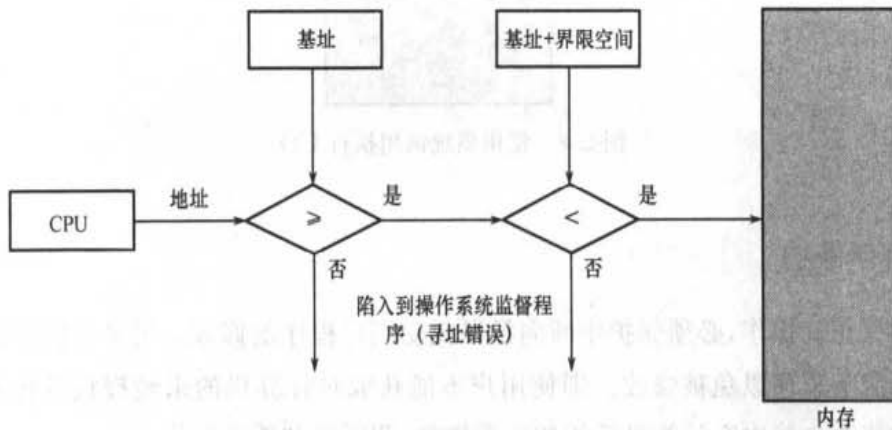 基址
基址+界限空间
CPU
地址
≥
是
<
是
否
否
陷入到操作系统监督程
序（寻址错误）
内存